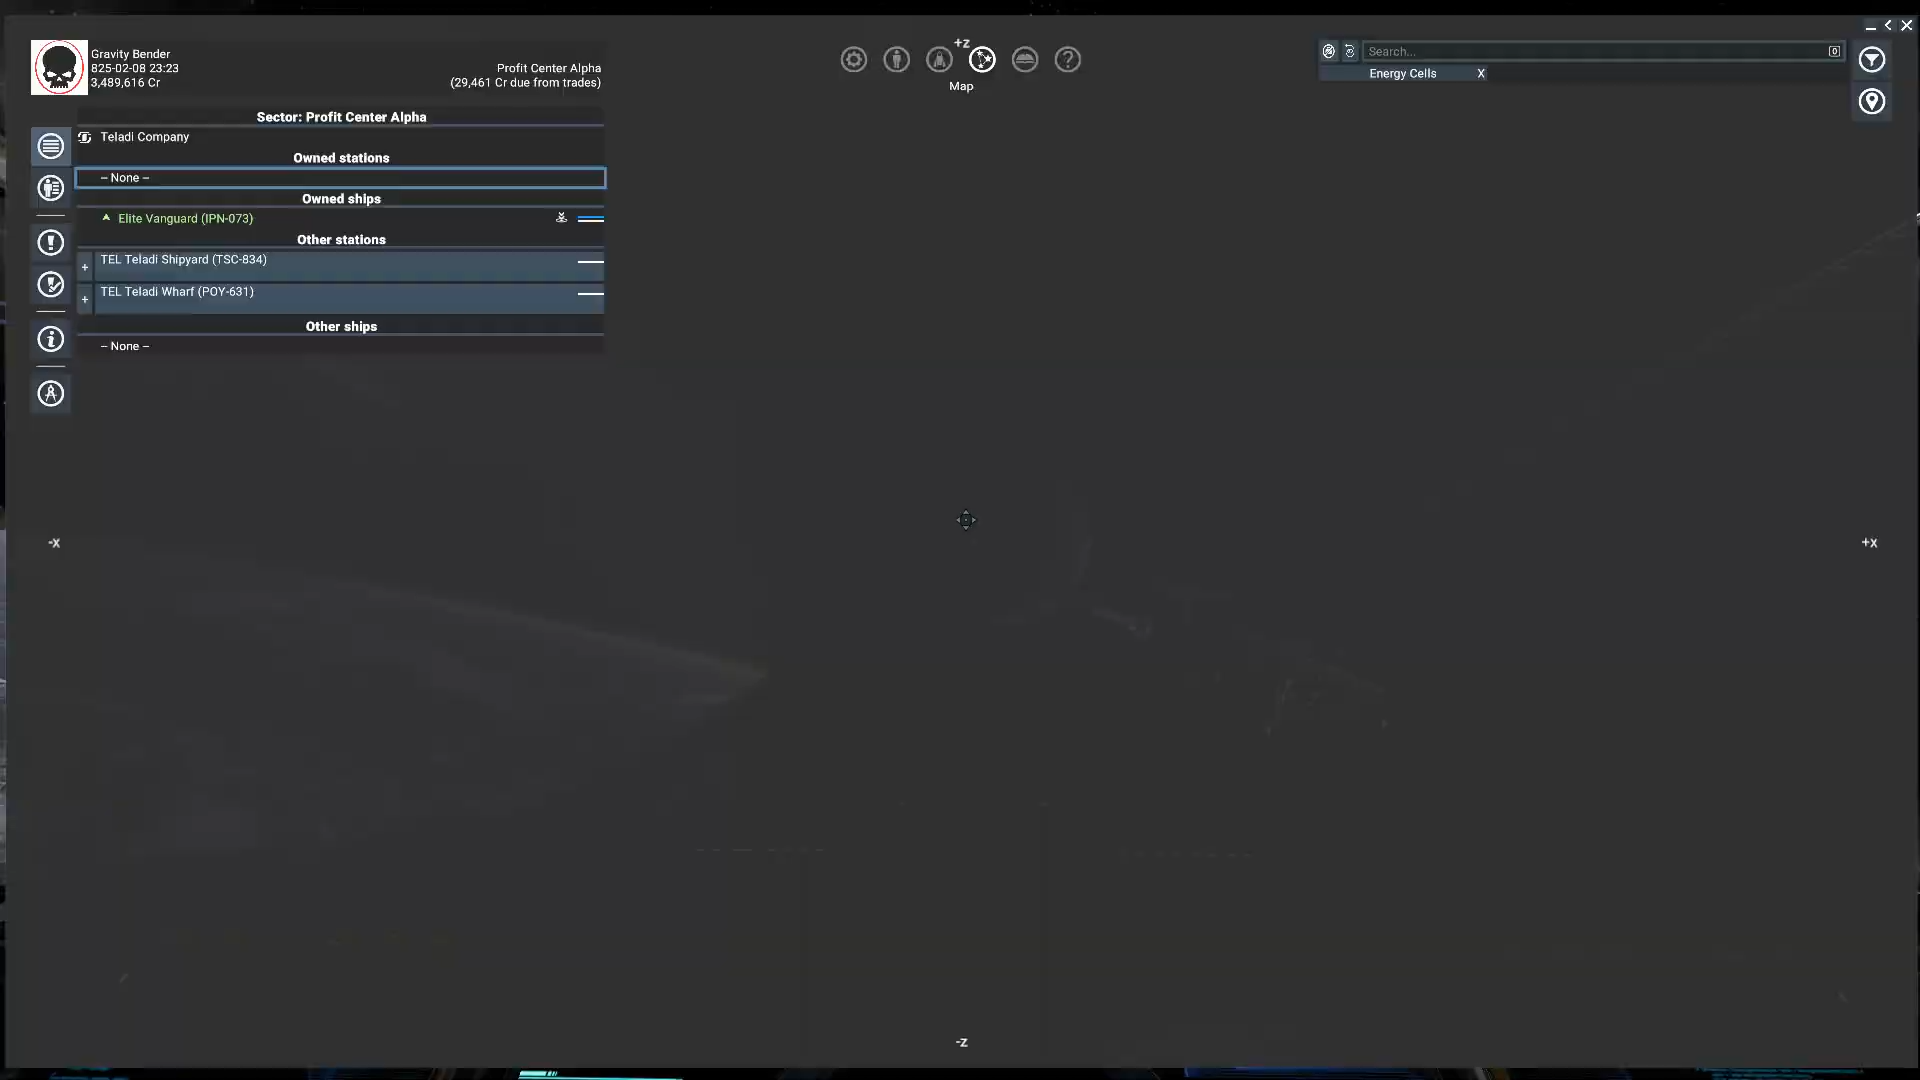 Gravity Bender
825-02-08 23:23
3,489,616 Cr
Profit Center Alpha
(29,461 Cr due from trades)
+z
Map
?
Search...
0
Energy Cells X
Sector: Profit Center Alpha
Teladi Company
Owned stations
– None –
Owned ships
Elite Vanguard (IPN-073)
Other stations
+ TEL Teladi Shipyard (TSC-834)
+ TEL Teladi Wharf (POY-631)
Other ships
– None –
-x
+x
-z